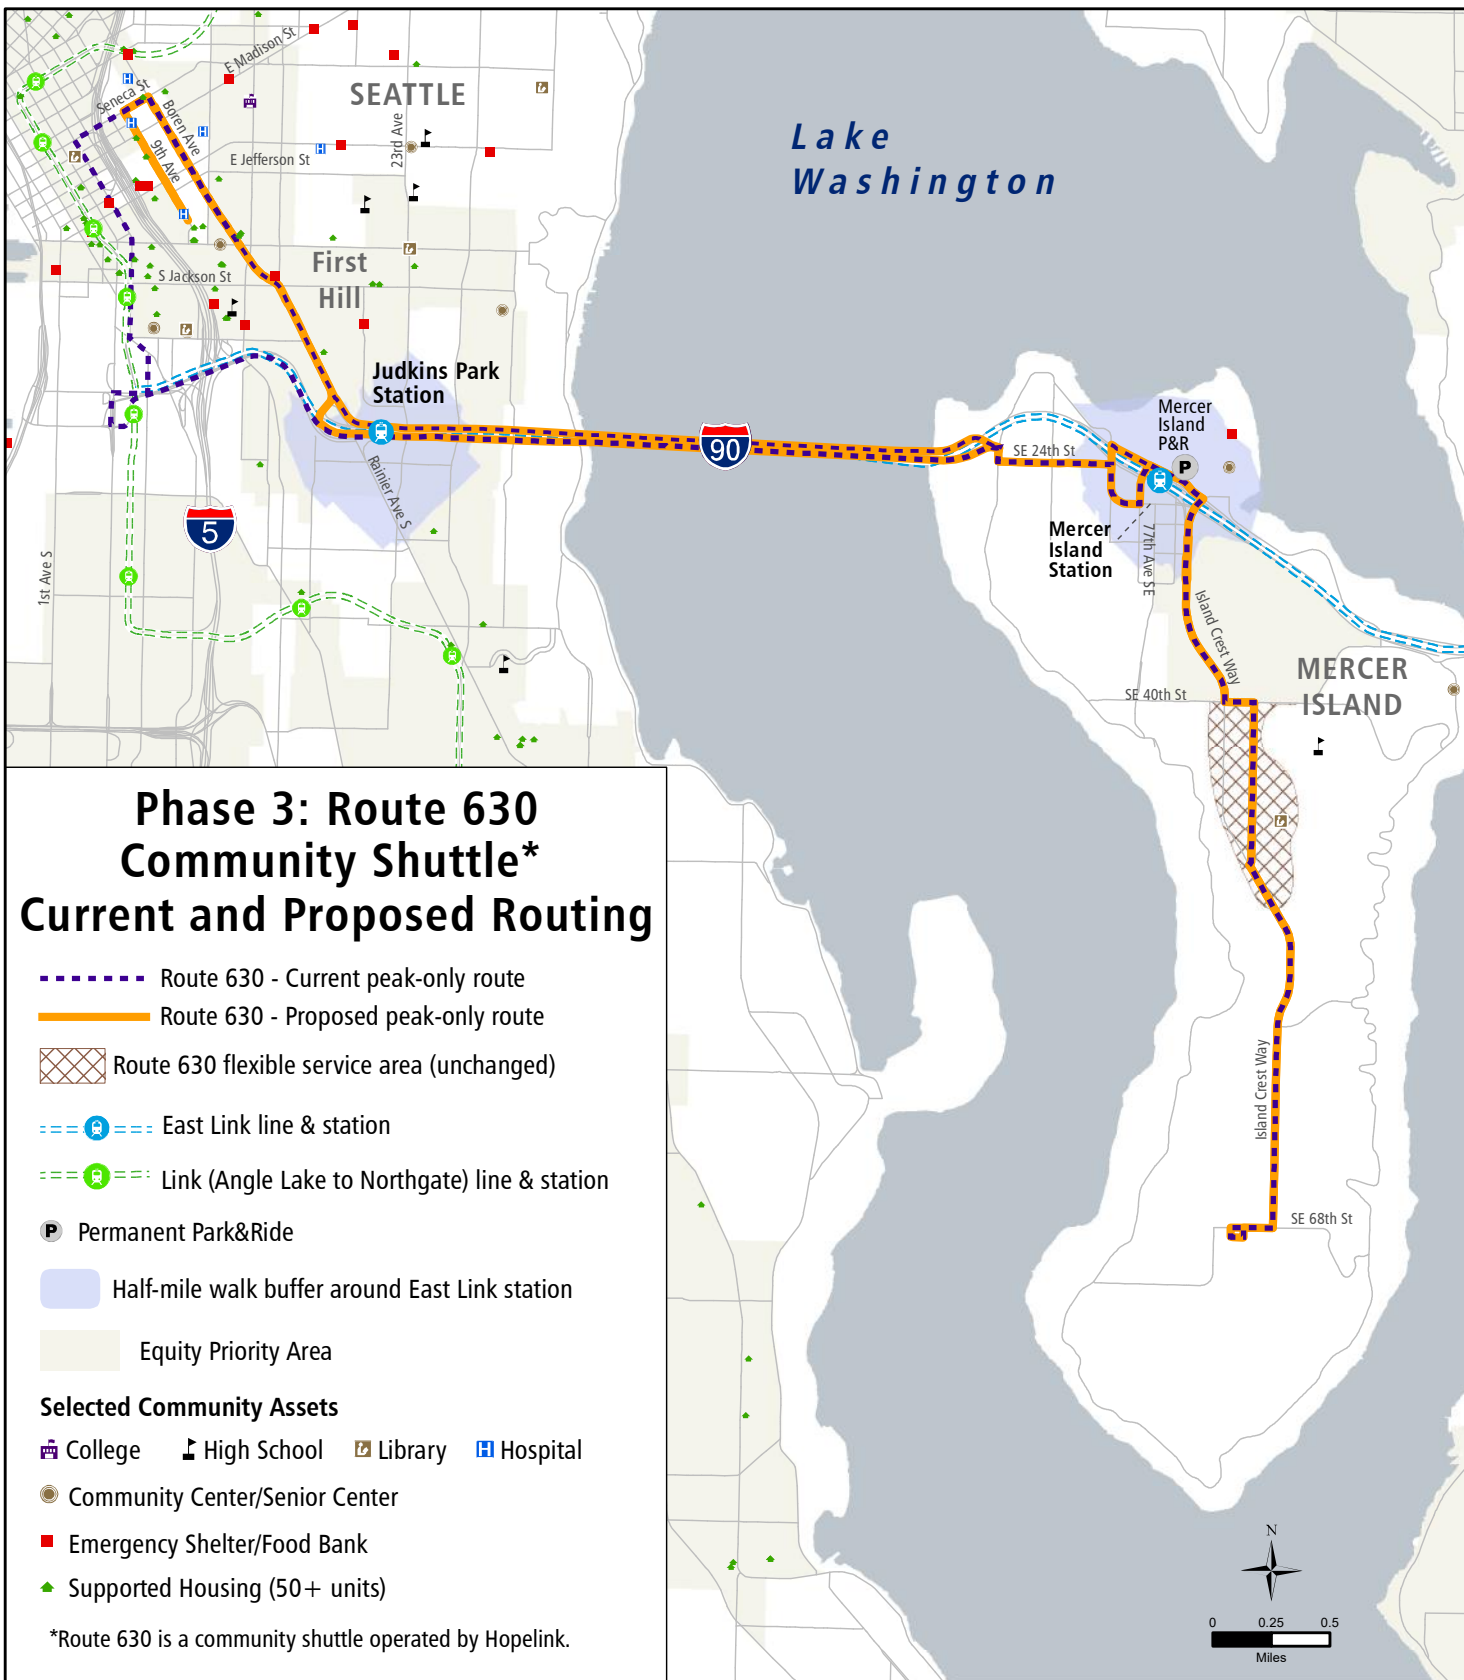 E Madison St
SEATTLE
Seneca St
Boren Ave
9th Ave
23rd Ave
E Jefferson St
Lake
Washington
First
Hill
S Jackson St
Judkins Park
Station
90
SE 24th St
Mercer
Island
P&R
P
Rainier Ave S
5
Mercer
Island
Station
77th Ave SE
1st Ave S
Island Crest Way
MERCER
ISLAND
SE 40th St
Island Crest Way
SE 68th St
Phase 3: Route 630
Community Shuttle*
Current and Proposed Routing
Route 630 - Current peak-only route
Route 630 - Proposed peak-only route
Route 630 flexible service area (unchanged)
East Link line & station
Link (Angle Lake to Northgate) line & station
P Permanent Park&Ride
Half-mile walk buffer around East Link station
Equity Priority Area
Selected Community Assets
College High School Library H Hospital
Community Center/Senior Center
Emergency Shelter/Food Bank
Supported Housing (50+ units)
*Route 630 is a community shuttle operated by Hopelink.
N
0 0.25 0.5
Miles